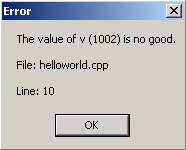 Error
The value of v (1002) is no good.
File: helloworld.cpp
Line: 10
OK